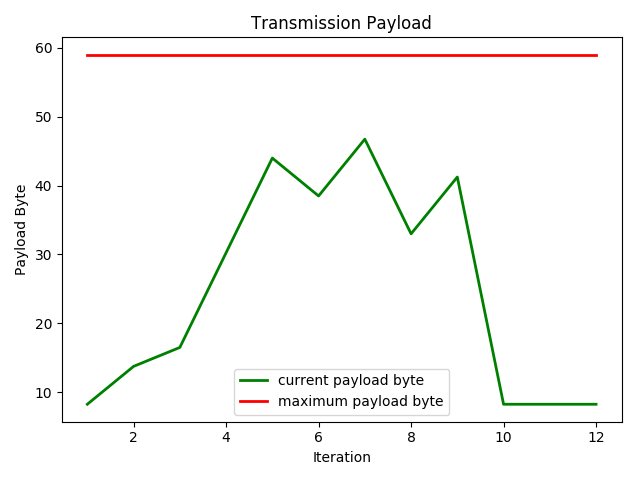 Transmission Payload
60
50
40
30
20
10
Payload Byte
current payload byte
maximum payload byte
2 4 6 8 10 12
Iteration